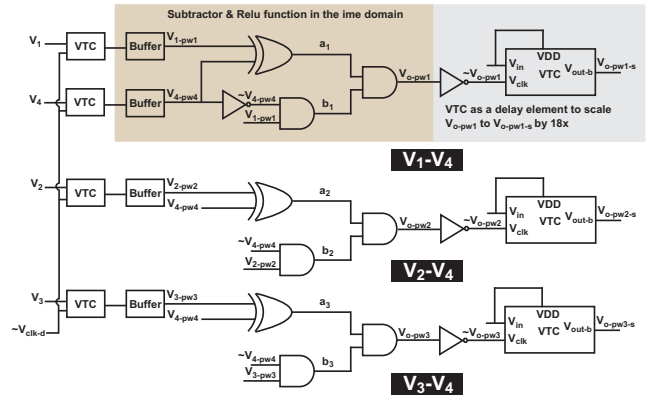 Subtractor & Relu function in the ime domain
V1
VTC
Buffer
V1-pw1
a1
V4
VTC
Buffer
V4-pw4
~V4-pw4
V1-pw1
b1
Vo-pw1
~Vo-pw1
VDD
Vin
VTC
Vout-b
Vclk
Vo-pw1-s
VTC as a delay element to scale
Vo-pw1 to Vo-pw1-s by 18x
V1-V4
V2
VTC
Buffer
V2-pw2
V4-pw4
a2
~V4-pw4
V2-pw2
b2
Vo-pw2
~Vo-pw2
VDD
Vin
VTC
Vout-b
Vclk
Vo-pw2-s
V2-V4
V3
~Vclk-d
VTC
Buffer
V3-pw3
V4-pw4
a3
~V4-pw4
V3-pw3
b3
Vo-pw3
~Vo-pw3
VDD
Vin
VTC
Vout-b
Vclk
Vo-pw3-s
V3-V4